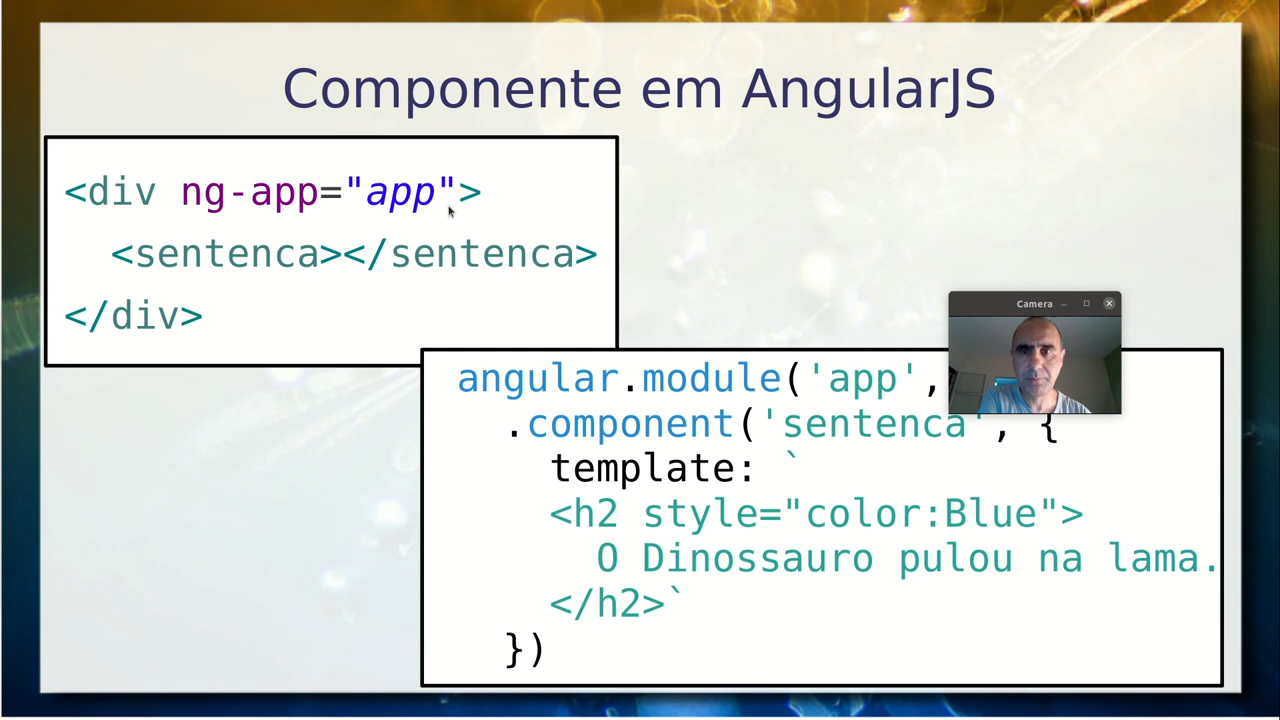 Componente em AngularJS
<div ng-app="app">
<sentenca></sentenca>
</div>
Camera
angular.module('app',
.component('sentenca', {
template: `
<h2 style="color:Blue">
O Dinossauro pulou na lama.
</h2>`
})